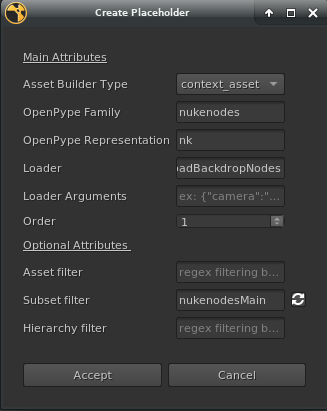 Create Placeholder
Main Attributes
Asset Builder Type context_asset
OpenPype Family nukenodes
OpenPype Representation nk
Loader adBackdropNodes
Loader Arguments ex: {"camera":"...
Order 1
Optional Attributes
Asset filter regex filtering b...
Subset filter nukenodesMain
Hierarchy filter regex filtering b...
Accept Cancel